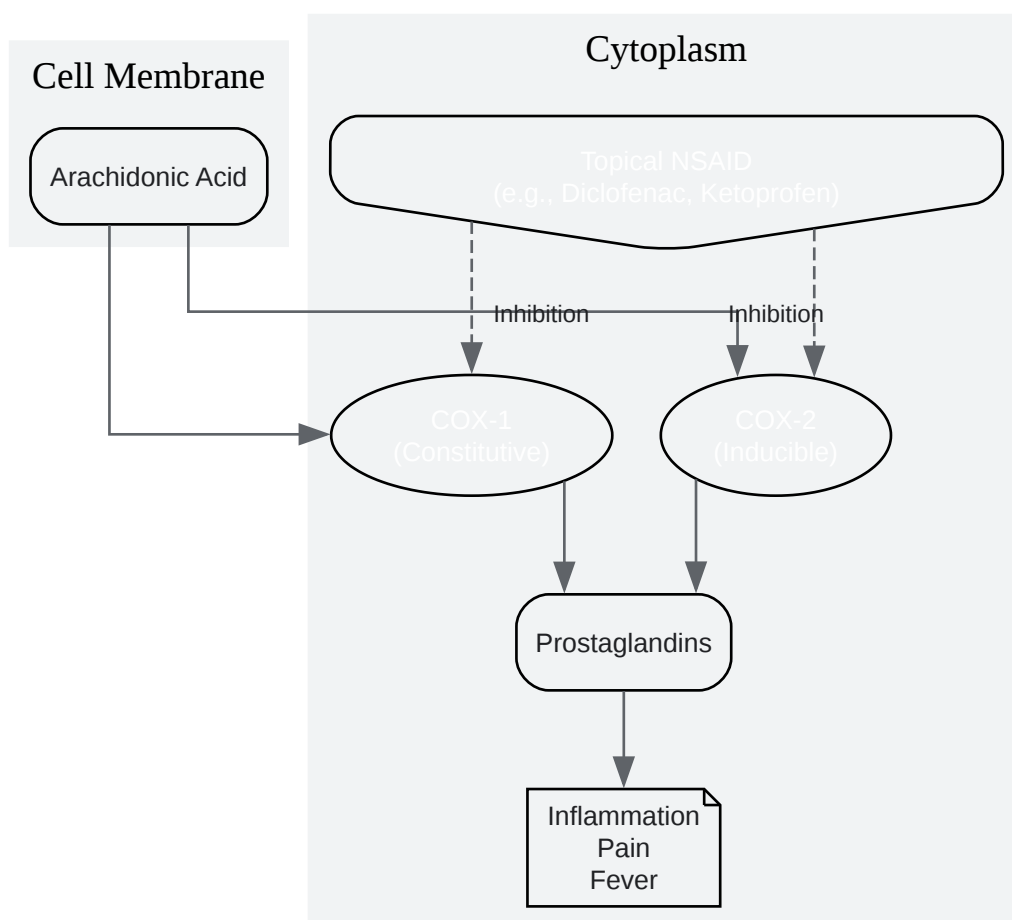 Cell Membrane
Arachidonic Acid
Cytoplasm
Topical NSAID
(e.g., Diclofenac, Ketoprofen)
Inhibition
Inhibition
COX-1
(Constitutive)
COX-2
(Inducible)
Prostaglandins
Inflammation
Pain
Fever